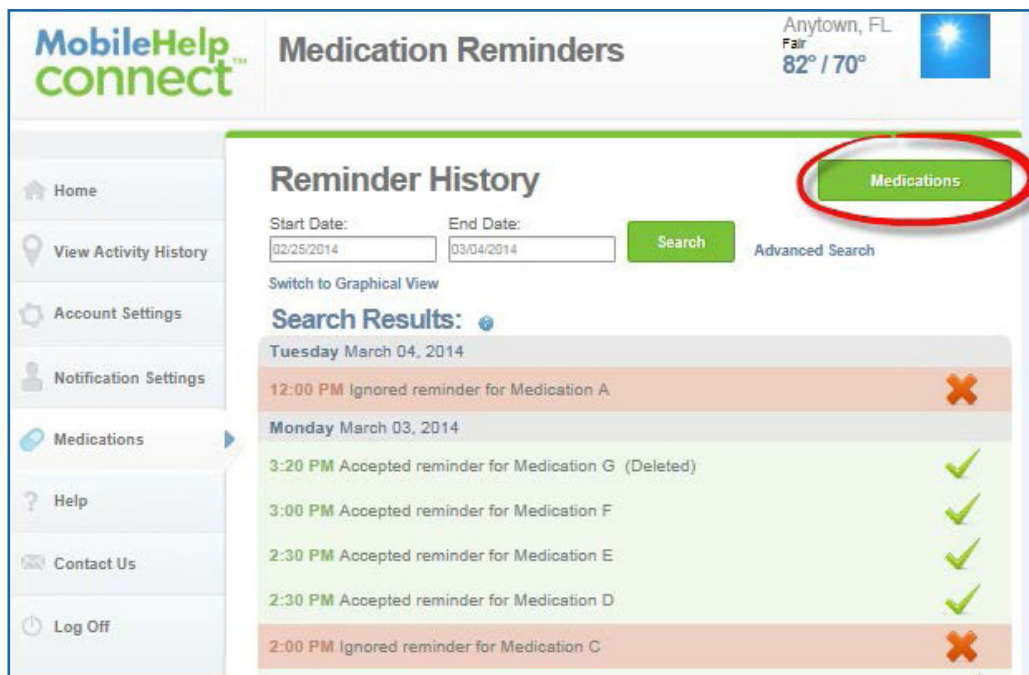 MobileHelp
connect™
Medication Reminders
Anytown, FL
Fair
82° / 70°
Home
View Activity History
Account Settings
Notification Settings
Medications
? Help
Contact Us
Log Off
Reminder History
Medications
Start Date:
End Date:
02/25/2014
03/04/2014
Search
Advanced Search
Switch to Graphical View
Search Results: ?
Tuesday March 04, 2014
12:00 PM Ignored reminder for Medication A
Monday March 03, 2014
3:20 PM Accepted reminder for Medication G (Deleted)
3:00 PM Accepted reminder for Medication F
2:30 PM Accepted reminder for Medication E
2:30 PM Accepted reminder for Medication D
2:00 PM Ignored reminder for Medication C